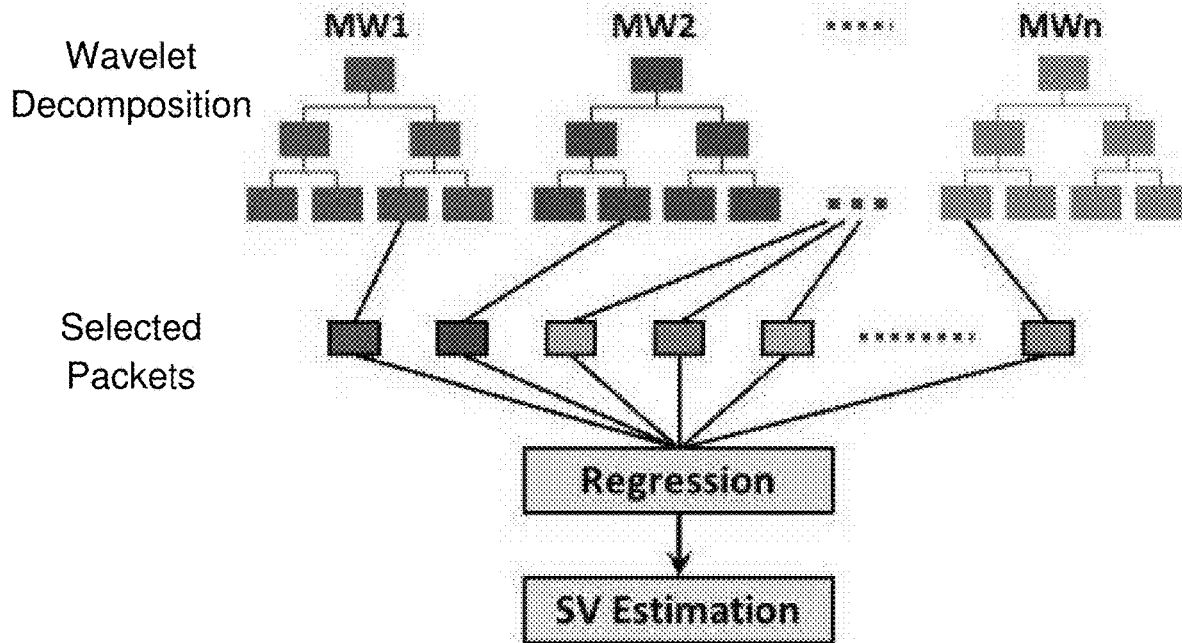 MW1 MW2 MWn
Wavelet
Decomposition
Selected
Packets
Regression
SV Estimation